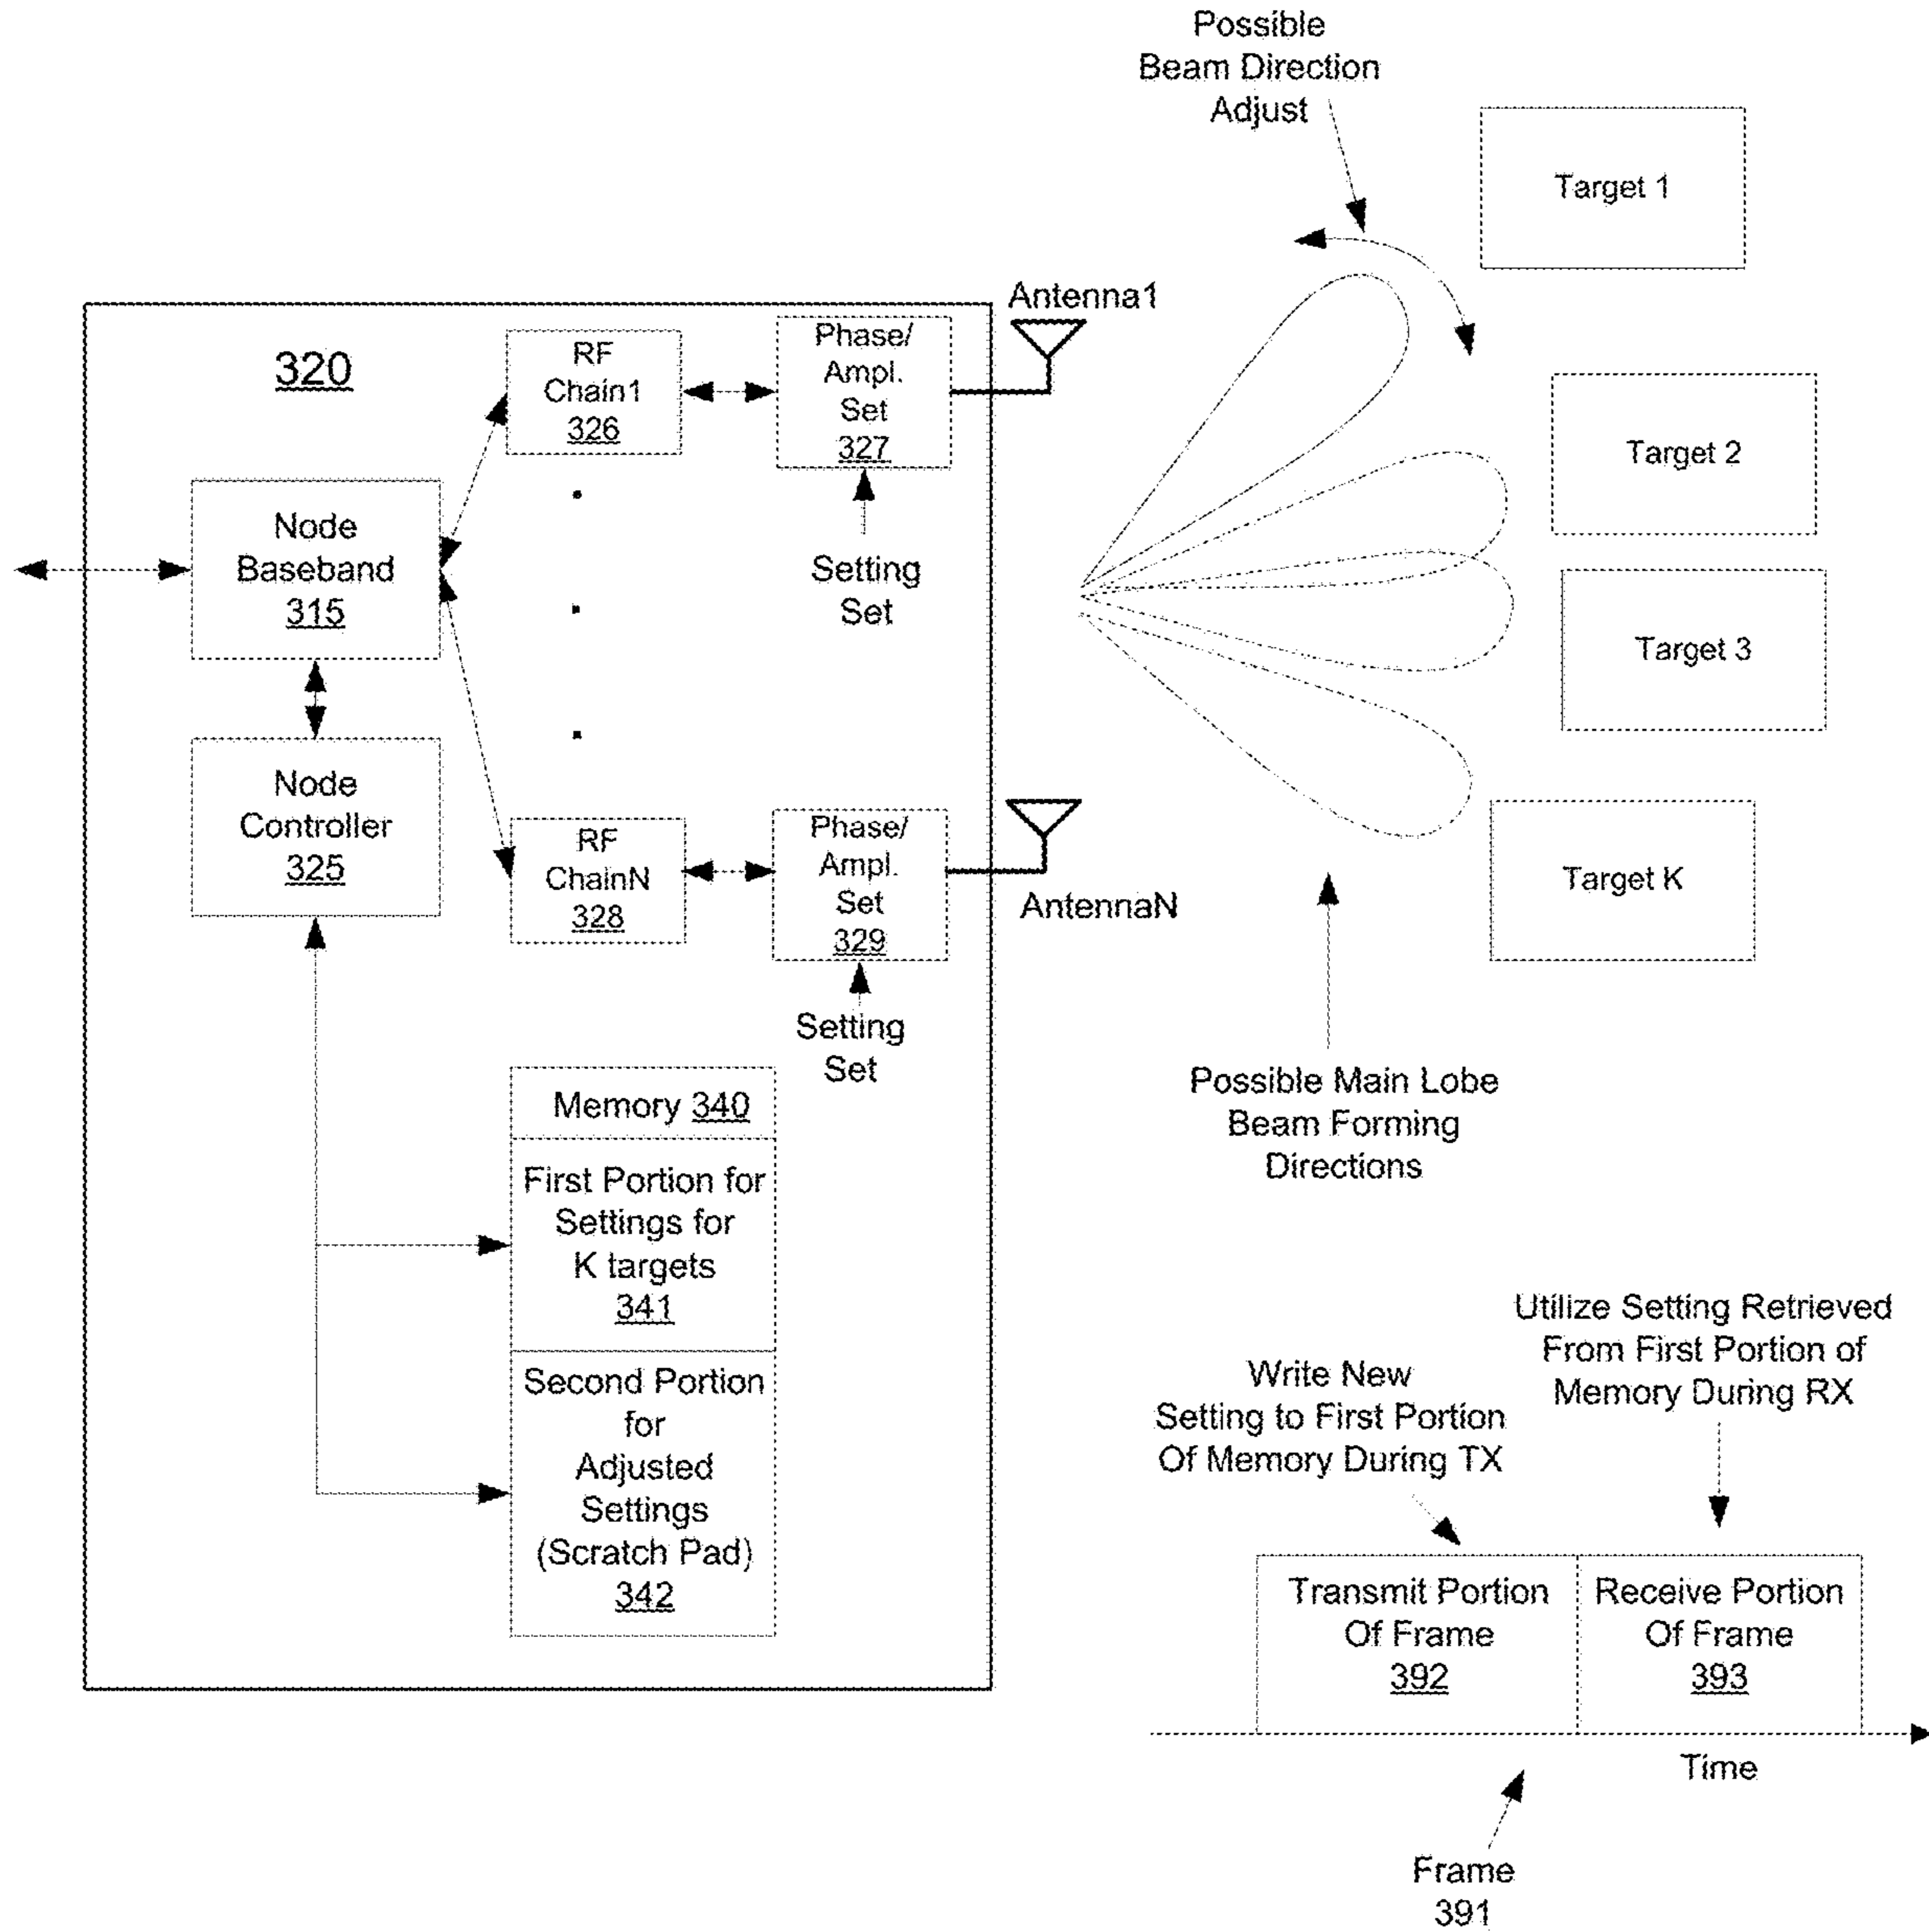 Possible
Beam Direction
Adjust
Target 1
Antenna1
320
RF
Chain1
326
Phase/
Ampl.
Set
327
Target 2
Node
Baseband
315
Setting
Set
Target 3
Node
Controller
325
RF
ChainN
328
Phase/
Ampl.
Set
329
AntennaN
Target K
Setting
Set
Possible Main Lobe
Beam Forming
Directions
Memory 340
First Portion for
Settings for
K targets
341
Second Portion
for
Adjusted
Settings
(Scratch Pad)
342
Write New
Setting to First Portion
Of Memory During TX
Utilize Setting Retrieved
From First Portion of
Memory During RX
Transmit Portion
Of Frame
392
Receive Portion
Of Frame
393
Time
Frame
391